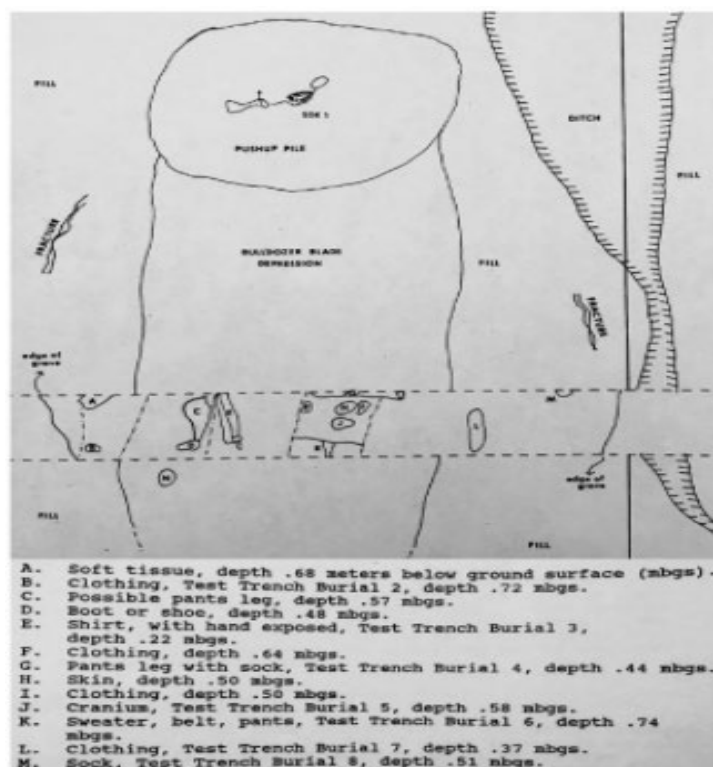 FILL
SDK 1
DITCH
PUSHUP PILE
FILL
FRACTURE
BULLDOZER BLADE
DEPRESSION
FILL
FRACTURE
edge of
grave
A
C
E
J
L
M
B
K
N
edge of
grave
FILL
FILL
A. Soft tissue, depth .68 meters below ground surface (mbgs).
B. Clothing, Test Trench Burial 2, depth .72 mbgs.
C. Possible pants leg, depth .57 mbgs.
D. Boot or shoe, depth .48 mbgs.
E. Shirt, with hand exposed, Test Trench Burial 3,
depth .22 mbgs.
F. Clothing, depth .64 mbgs.
G. Pants leg with sock, Test Trench Burial 4, depth .44 mbgs.
H. Skin, depth .50 mbgs.
I. Clothing, depth .50 mbgs.
J. Cranium, Test Trench Burial 5, depth .58 mbgs.
K. Sweater, belt, pants, Test Trench Burial 6, depth .74
mbgs.
L. Clothing, Test Trench Burial 7, depth .37 mbgs.
M. Sock, Test Trench Burial 8, depth .51 mbgs.